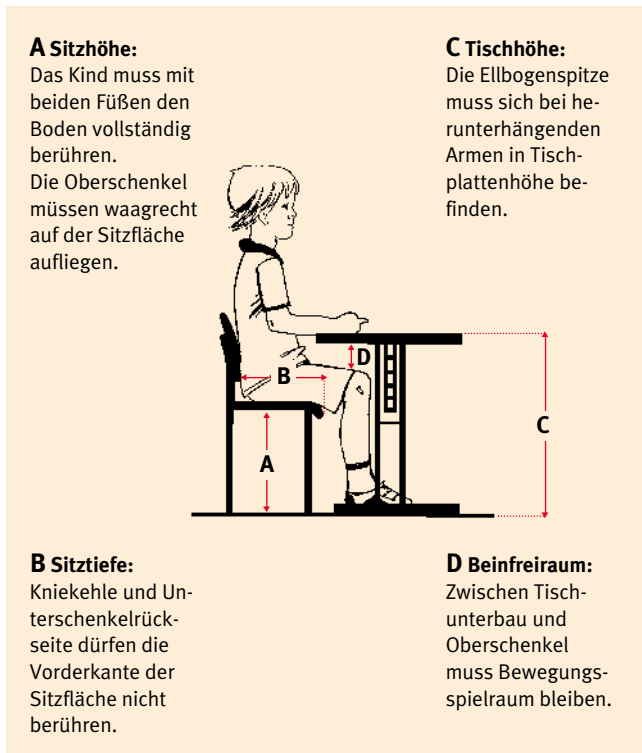 A Sitzhöhe:
Das Kind muss mit
beiden Füßen den
Boden vollständig
berühren.
Die Oberschenkel
müssen waagrecht
auf der Sitzfläche
aufliegen.
C Tischhöhe:
Die Ellbogenspitze
muss sich bei he-
runterhängenden
Armen in Tisch-
plattenhöhe be-
finden.
D
B
C
A
B Sitztiefe:
Kniekehle und Un-
terschenkelrück-
seite dürfen die
Vorderkante der
Sitzfläche nicht
berühren.
D Beinfreiraum:
Zwischen Tisch-
unterbau und
Oberschenkel
muss Bewegungs-
spielraum bleiben.